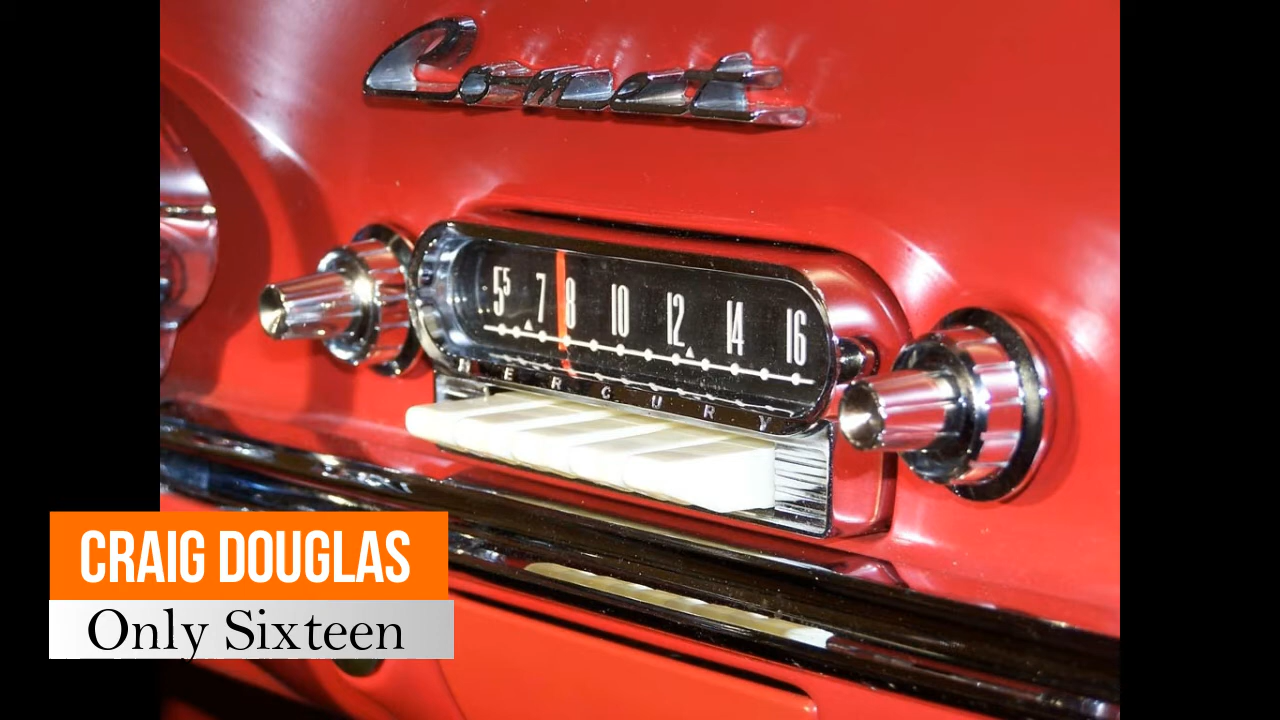 Comet
55 7 8 10 12 14 16
MERCURY
CRAIG DOUGLAS
Only Sixteen